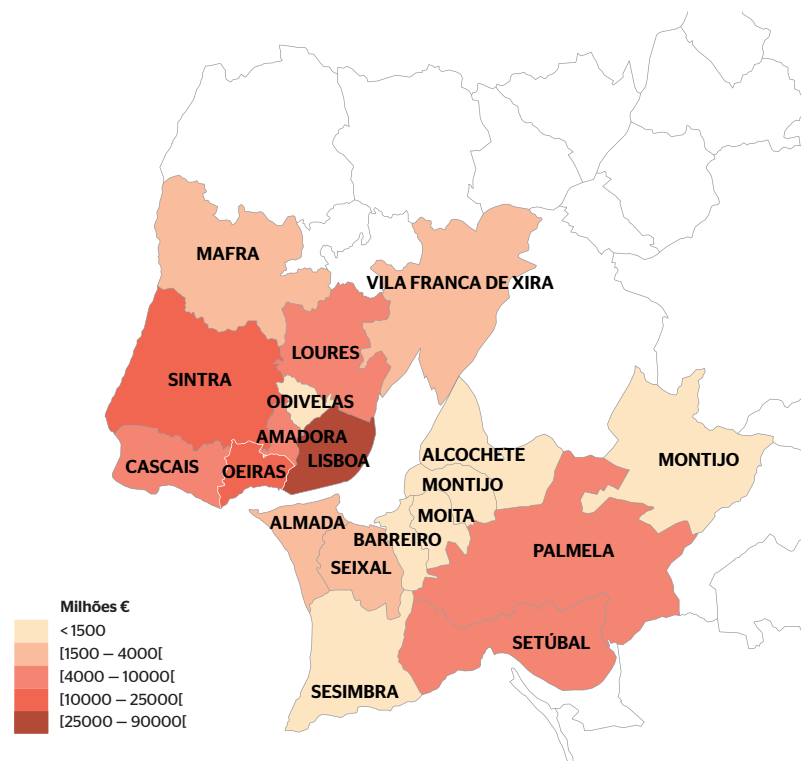 MAFRA
VILA FRANCA DE XIRA
LOURES
SINTRA
ODIVELAS
AMADORA
LISBOA
CASCAIS
OEIRAS
ALCOCHETE
MONTIJO
MONTIJO
MOITA
ALMADA
BARREIRO
SEIXAL
PALMELA
SETÚBAL
SESIMBRA
Milhões €
<1500
[1500 – 4000[
[4000 – 10000[
[10000 – 25000[
[25000 – 90000[